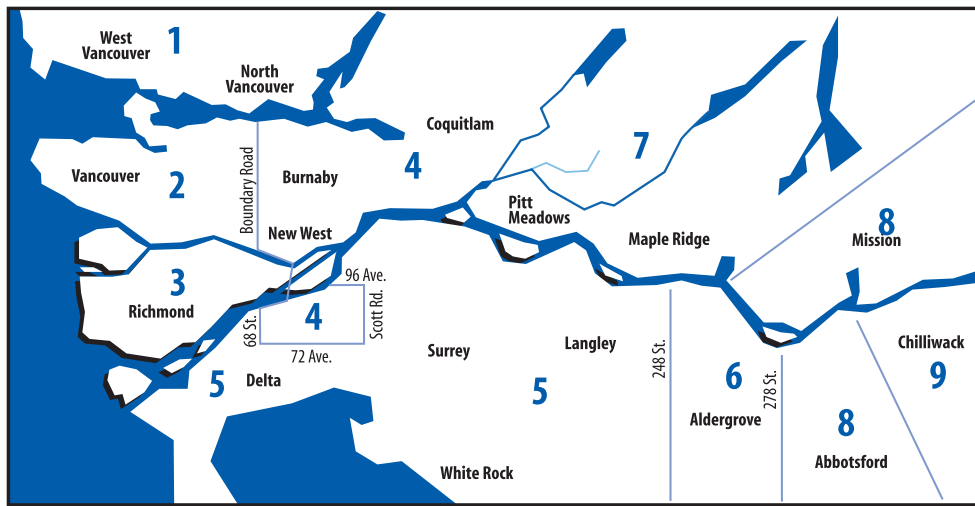 West
Vancouver
1
North
Vancouver
Coquitlam
4
7
Vancouver
2
Boundary Road
Burnaby
Pitt
Meadows
New West
Maple Ridge
8
Mission
3
Richmond
96 Ave.
4
Scott Rd.
68 St.
72 Ave.
Delta
5
Surrey
Langley
5
248 St.
6
Aldergrove
278 St.
Chilliwack
9
8
Abbotsford
White Rock